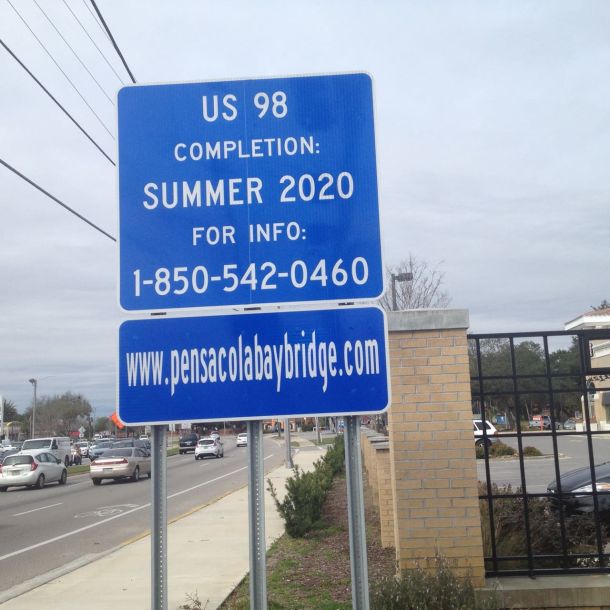 US 98
COMPLETION:
SUMMER 2020
FOR INFO:
1-850-542-0460
www.pensacolabaybridge.com